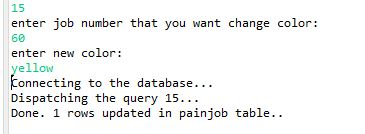 15
enter job number that you want change color:
60
enter new color:
yellow
Connecting to the database...
Dispatching the query 15...
Done. 1 rows updated in painjob table..